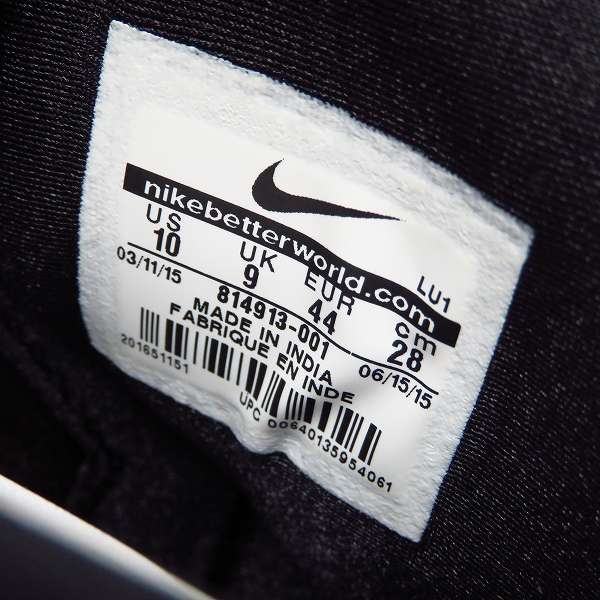 nikebetterworld.com
LU1
US UK EUR cm
10 9 44 28
03/11/15 814913-001 06/15/15
MADE IN INDIA
FABRIQUE EN INDE
201651151
UPC 00640135954061